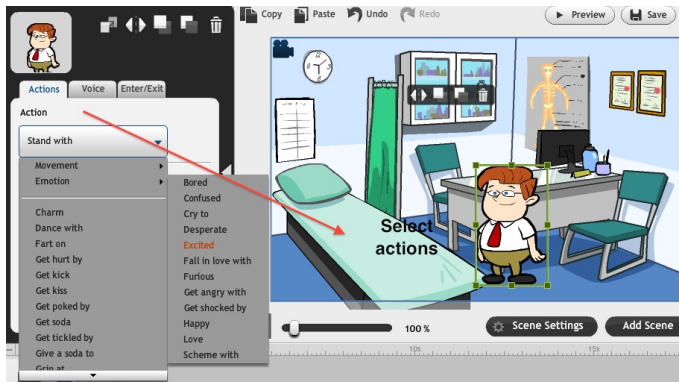 Copy Paste Undo Redo Preview Save
Actions Voice Enter/Exit
Action
Stand with
Movement
Emotion
Charm
Dance with
Fart on
Get hurt by
Get kick
Get kiss
Get poked by
Get soda
Get tickled by
Give a soda to
Grin at
Bored
Confused
Cry to
Desperate
Excited
Fall in love with
Furious
Get angry with
Get shocked by
Happy
Love
Scheme with
Select
actions
100 %
Scene Settings Add Scene
10s 15s